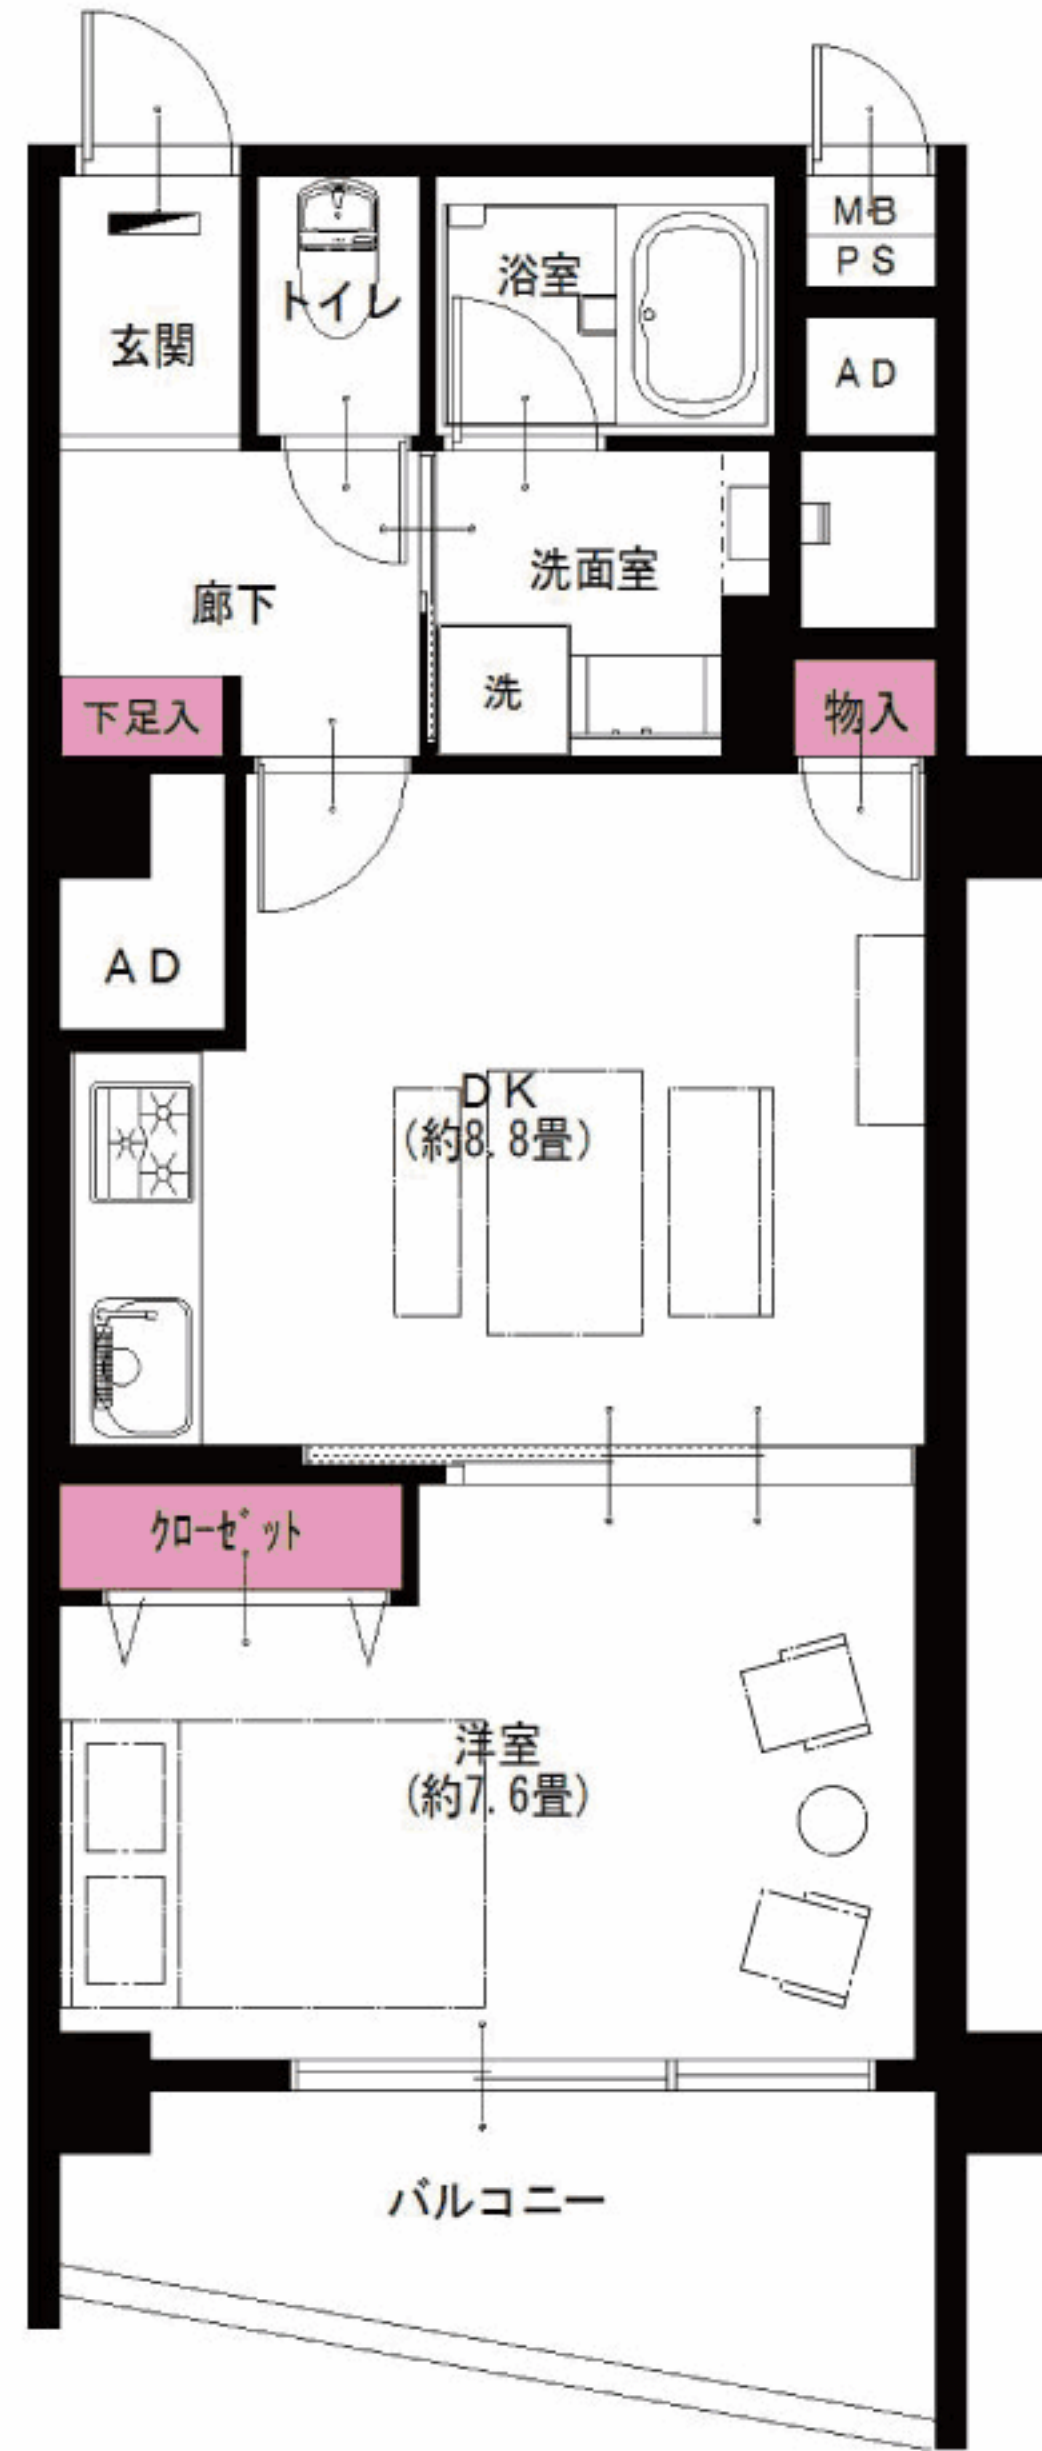 MB
PS
浴室
トイレ
玄関
AD
洗面室
廊下
洗
下足入
物入
AD
DK
(約8.8畳)
クローゼット
洋室
(約7.6畳)
バルコニー